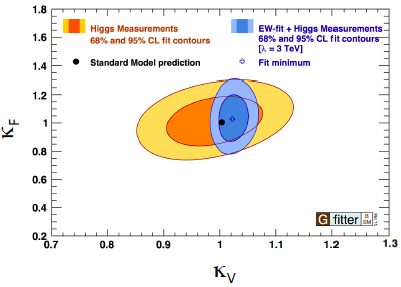 1.8
Higgs Measurements
68% and 95% CL fit contours
EW-fit + Higgs Measurements
68% and 95% CL fit contours
[λ = 3 TeV]
1.6
Standard Model prediction
Fit minimum
1.4
1.2
κF
1
0.8
0.6
0.4
G fitter
B
SM
0.2
0.7
0.8
0.9
1
1.1
1.2
1.3
κV